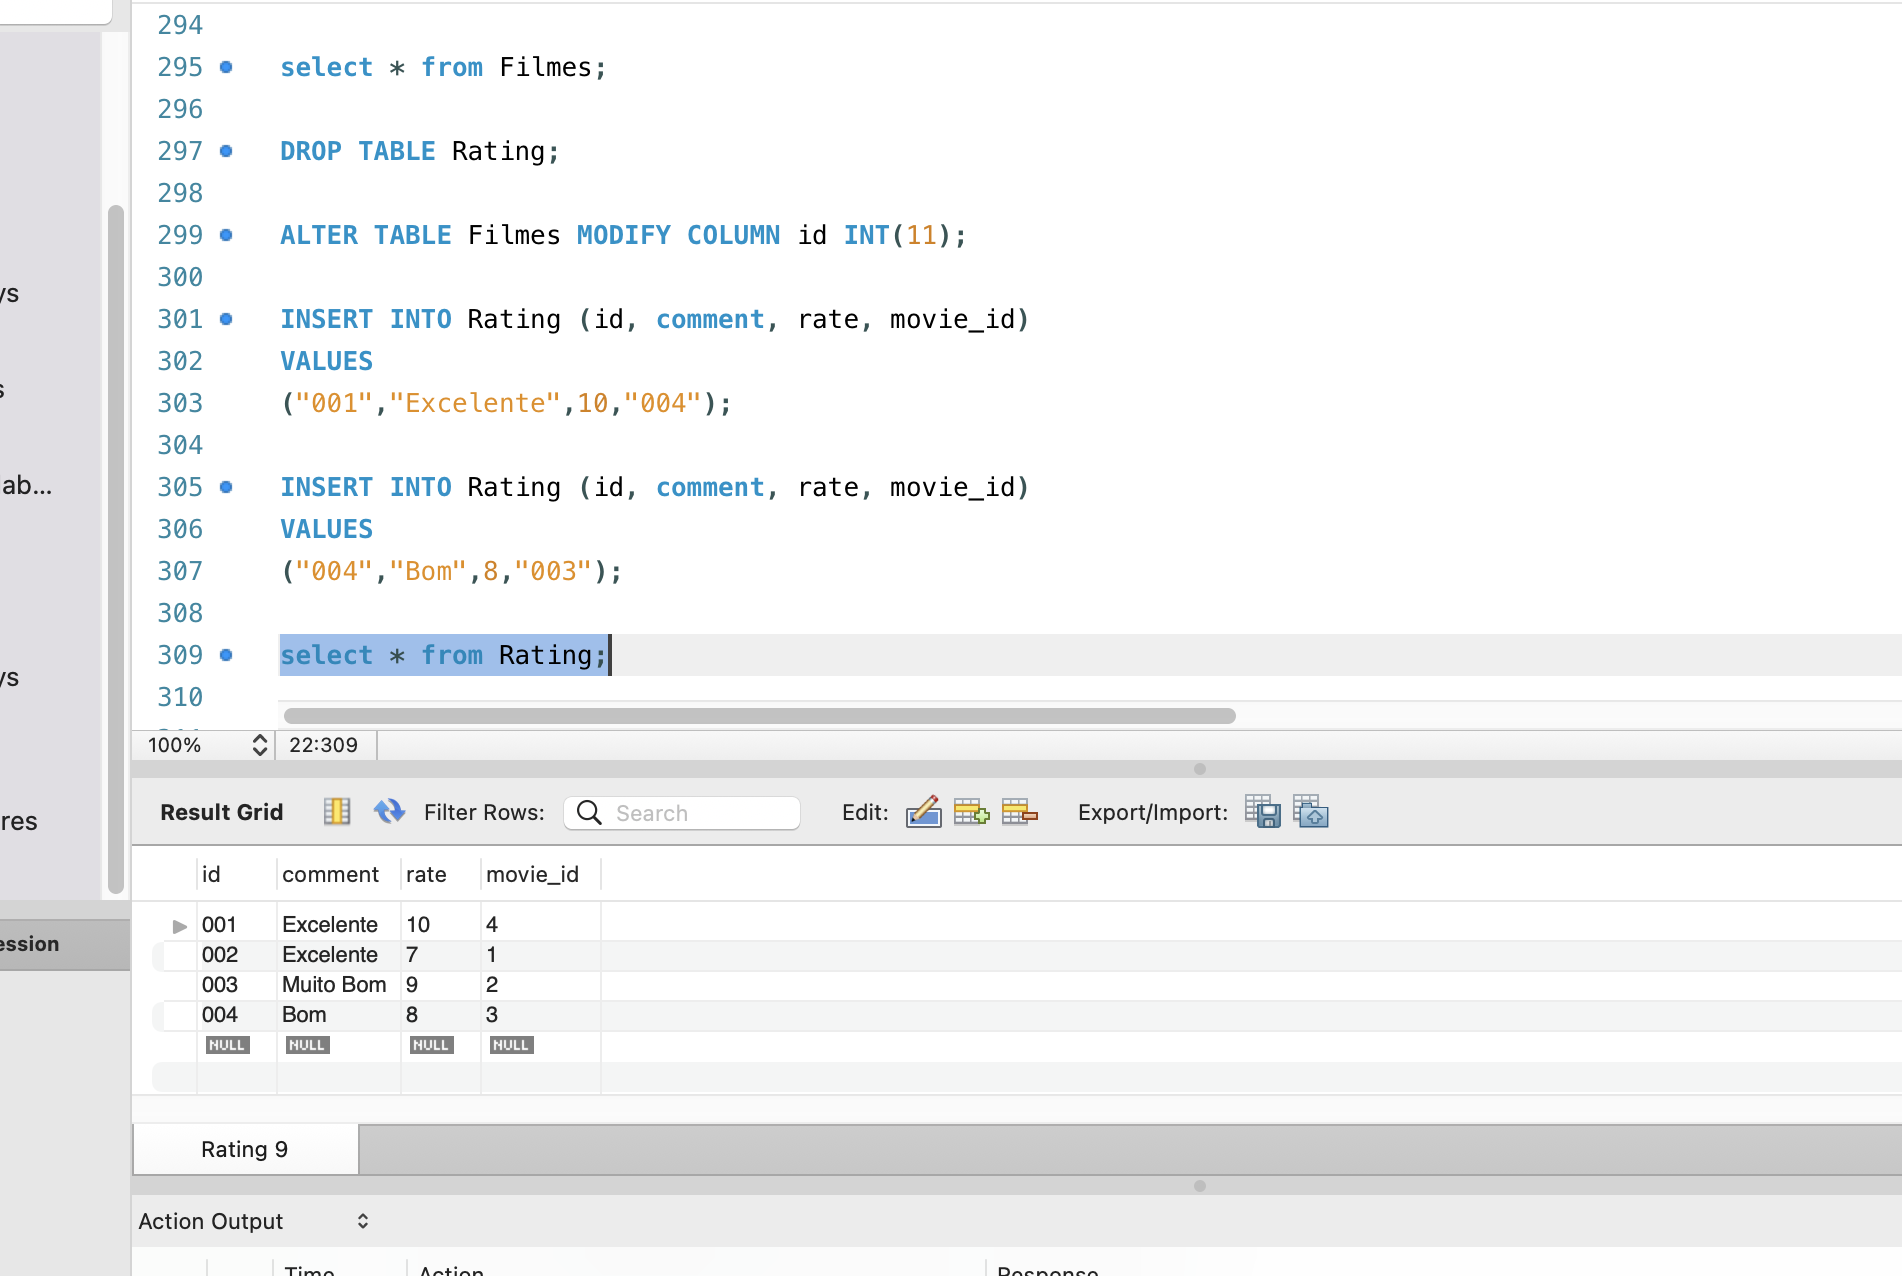 294
295 select * from Filmes;
296
297 DROP TABLE Rating;
298
299 ALTER TABLE Filmes MODIFY COLUMN id INT(11);
300
301 INSERT INTO Rating (id, comment, rate, movie_id)
302 VALUES
303 ("001","Excelente",10,"004");
304
305 INSERT INTO Rating (id, comment, rate, movie_id)
306 VALUES
307 ("004","Bom",8,"003");
308
309 select * from Rating;
310
ys
s
ab...
ys
res
ession
100% 22:309
Result Grid Filter Rows: Search Edit: Export/Import:
id comment rate movie_id
001 Excelente 10 4
002 Excelente 7 1
003 Muito Bom 9 2
004 Bom 8 3
NULL NULL NULL NULL
Rating 9
Action Output
Time Action Response